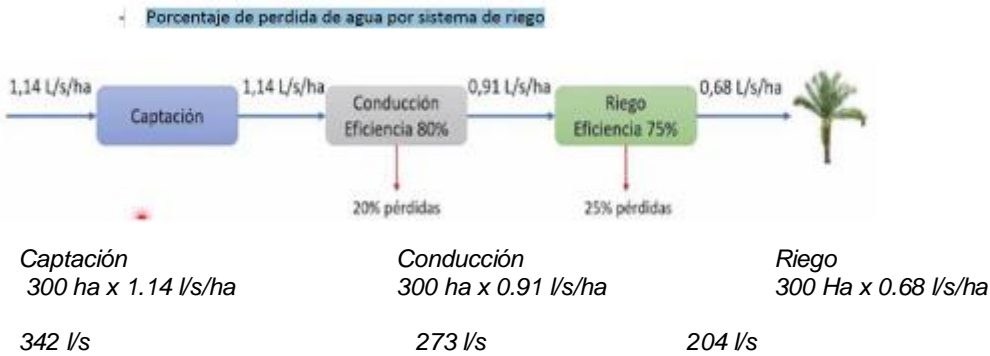 - Porcentaje de perdida de agua por sistema de riego
1,14 L/s/ha 1,14 L/s/ha 0,91 L/s/ha 0,68 L/s/ha
Captación
Conducción
Eficiencia 80%
Riego
Eficiencia 75%
20% pérdidas 25% pérdidas
Captación Conducción Riego
300 ha x 1.14 l/s/ha 300 ha x 0.91 l/s/ha 300 Ha x 0.68 l/s/ha
342 l/s 273 l/s 204 l/s